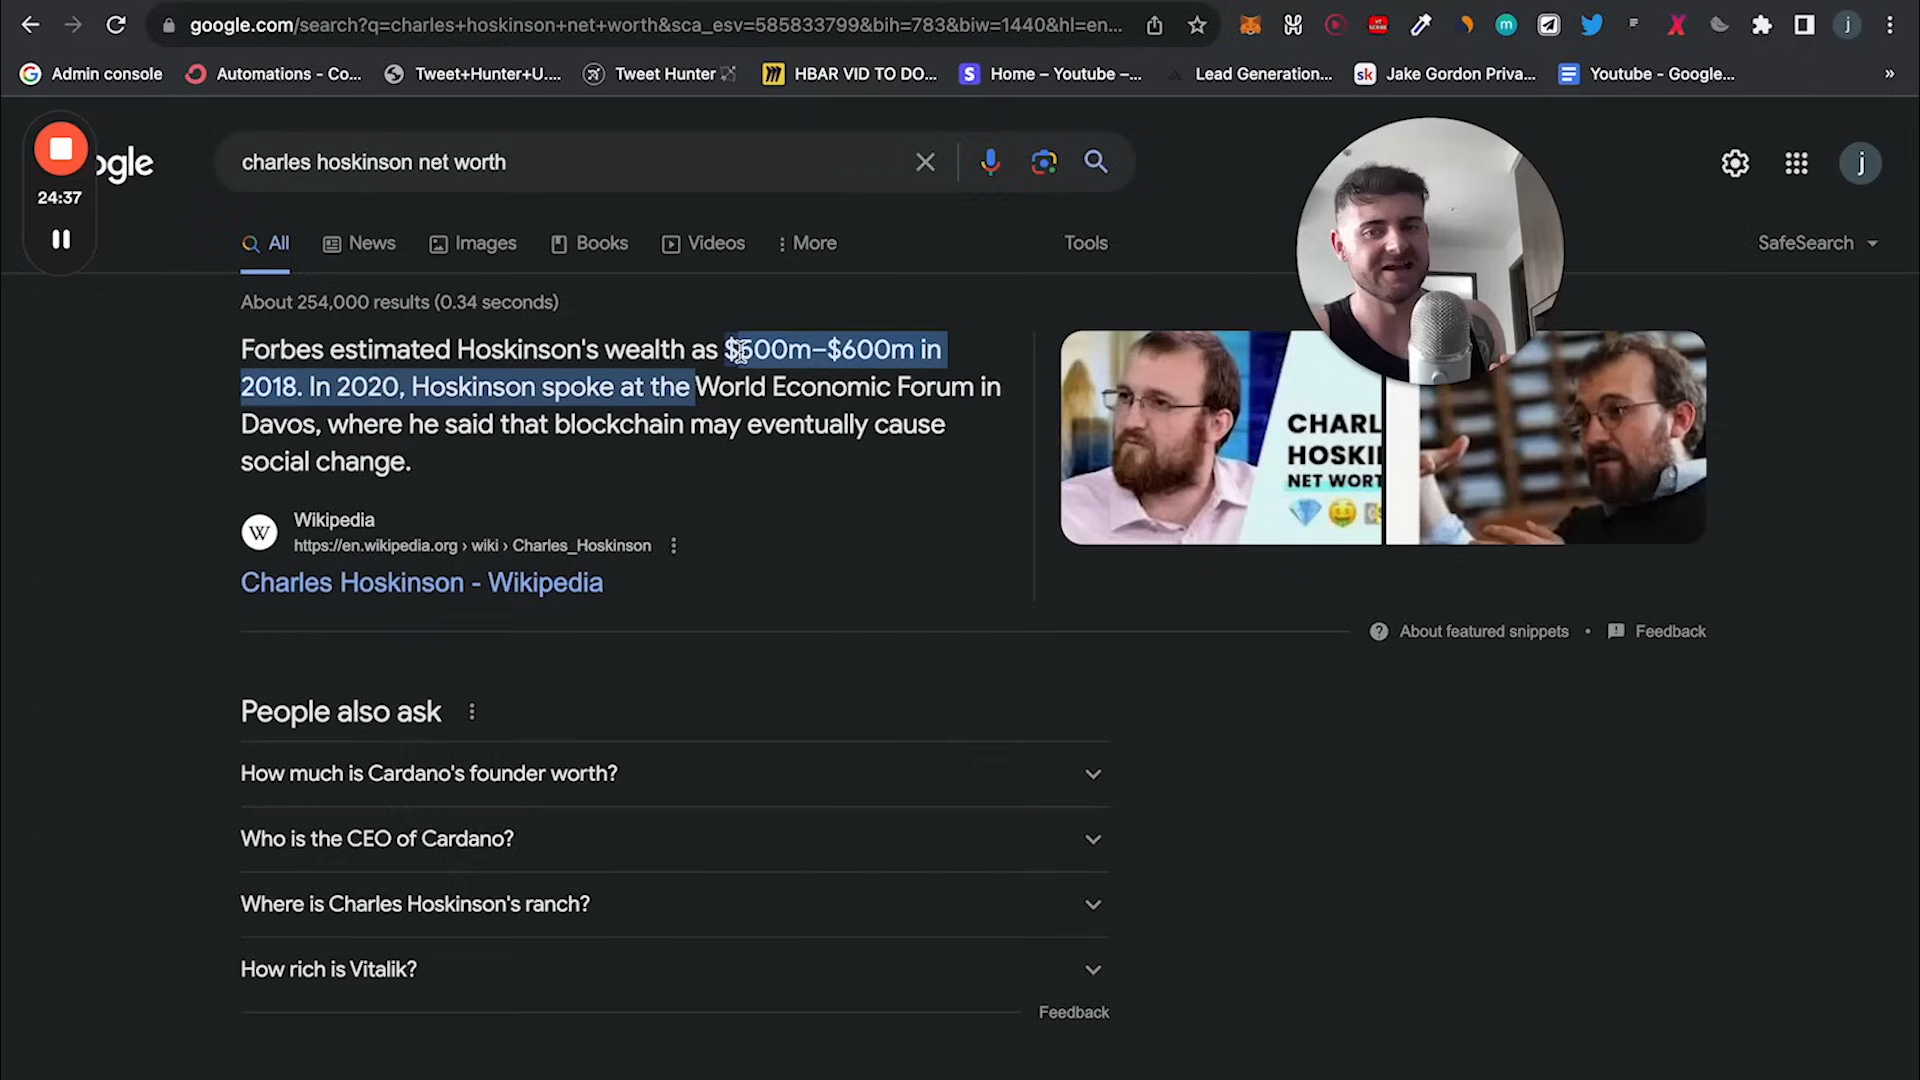 google.com/search?q=charles+hoskinson+net+worth&sca_esv=585833799&bih=783&biw=1440&hl=en...
j
Admin console
Automations - Co...
Tweet+Hunter+U....
Tweet Hunter
HBAR VID TO DO...
S
Home – Youtube –...
Lead Generation...
sk
Jake Gordon Priva...
Youtube - Google...
»
ogle
charles hoskinson net worth
j
24:37
All
News
Images
Books
Videos
More
Tools
SafeSearch
About 254,000 results (0.34 seconds)
Forbes estimated Hoskinson's wealth as $500m–$600m in
2018. In 2020, Hoskinson spoke at the World Economic Forum in
Davos, where he said that blockchain may eventually cause
social change.
CHARL
HOSKI
NET WORT
W
Wikipedia
https://en.wikipedia.org › wiki › Charles_Hoskinson
Charles Hoskinson - Wikipedia
About featured snippets • Feedback
People also ask
How much is Cardano's founder worth?
Who is the CEO of Cardano?
Where is Charles Hoskinson's ranch?
How rich is Vitalik?
Feedback